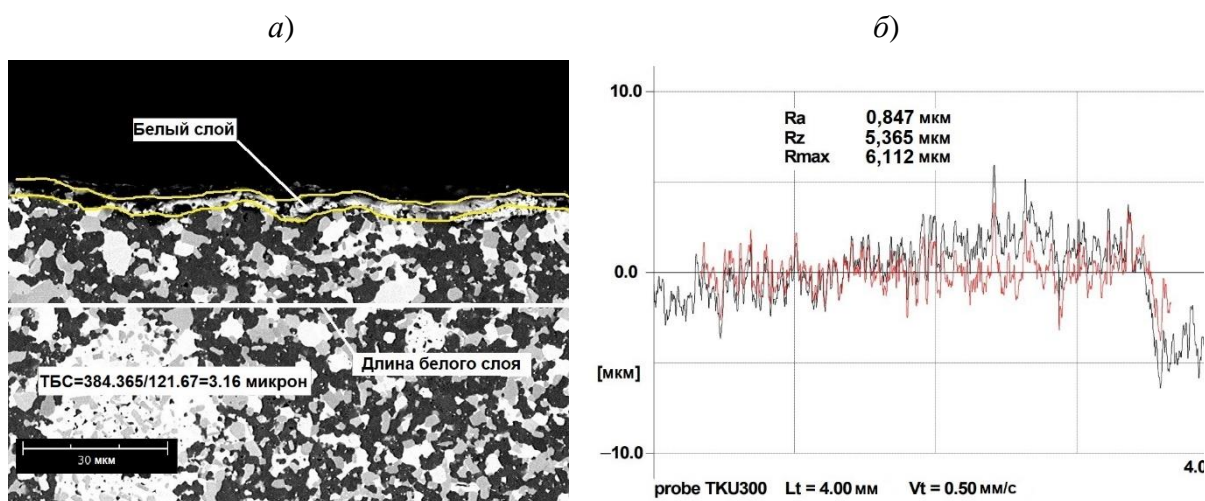 а)
Белый слой
Длина белого слоя
ТБС=384.365/121.67=3.16 микрон
30 мкм
б)
10.0
Ra 0,847 мкм
Rz 5,365 мкм
Rmax 6,112 мкм
0.0
[мкм]
–10.0
4.0
probe TKU300 Lt = 4.00 мм Vt = 0.50 мм/с